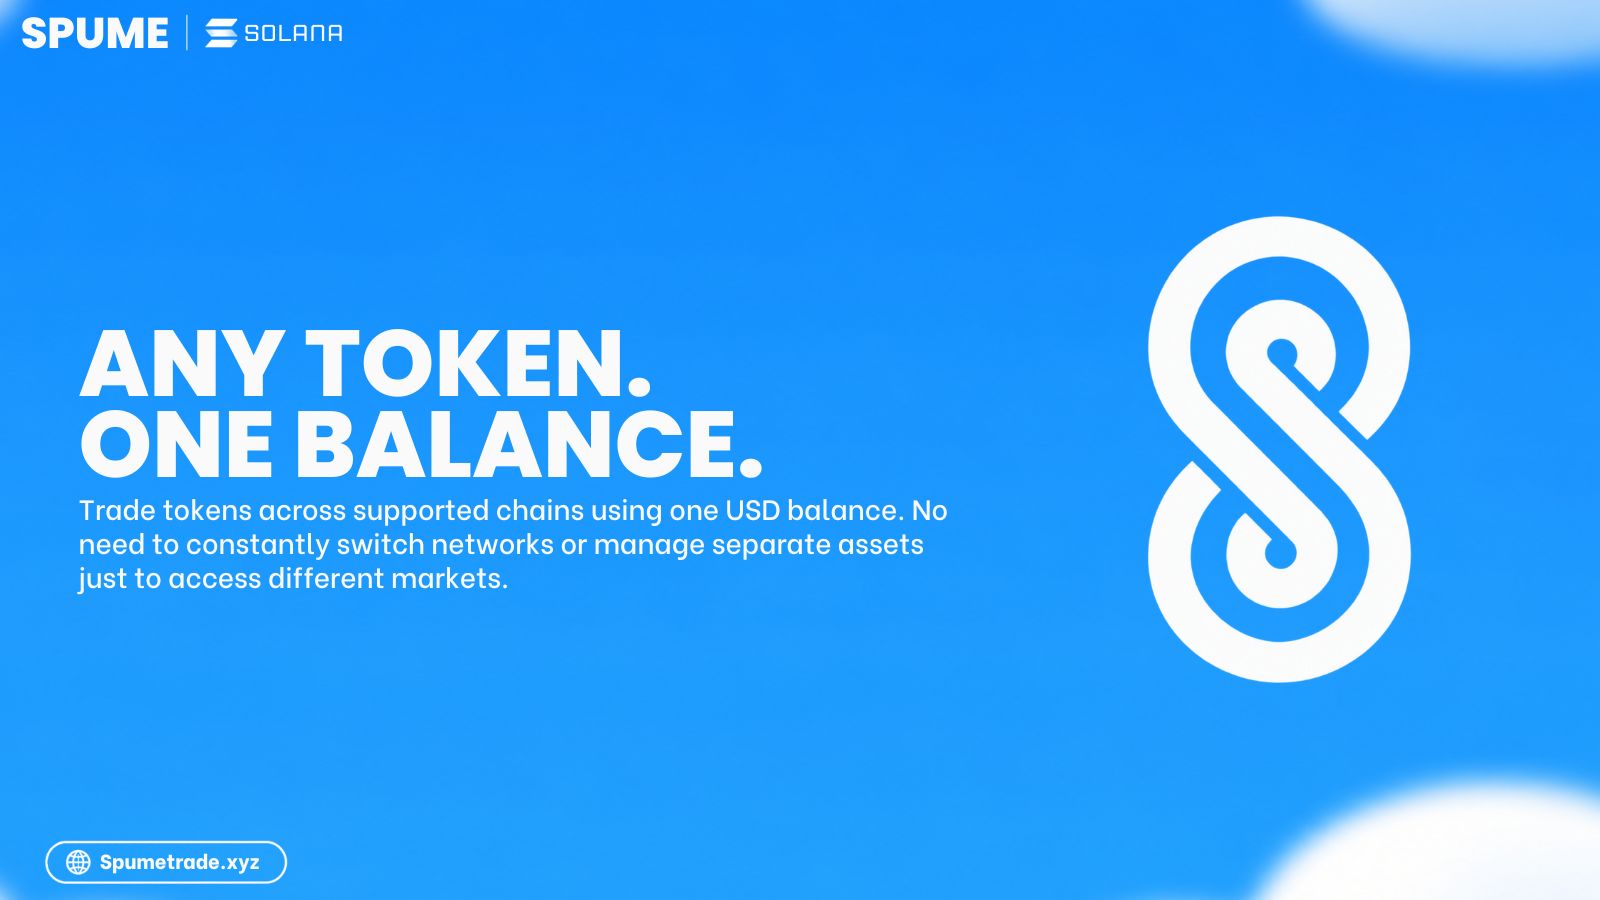 SPUME
SOLANA
ANY TOKEN.
ONE BALANCE.
Trade tokens across supported chains using one USD balance. No
need to constantly switch networks or manage separate assets
just to access different markets.
Spumetrade.xyz